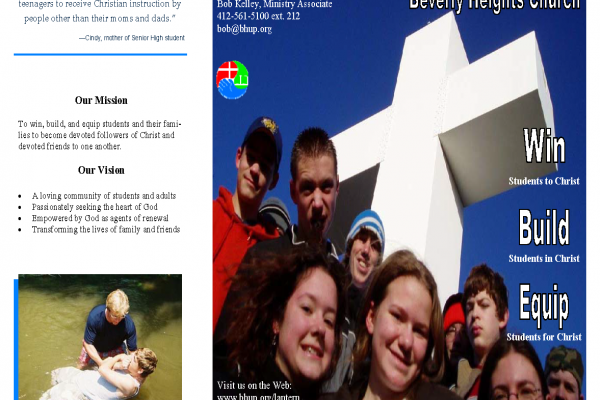 teenagers to receive Christian instruction by
people other than their moms and dads."
—Cindy, mother of Senior High student
Our Mission
To win, build, and equip students and their fami-
lies to become devoted followers of Christ and
devoted friends to one another.
Our Vision
• A loving community of students and adults
• Passionately seeking the heart of God
• Empowered by God as agents of renewal
• Transforming the lives of family and friends
Bob Kelley, Ministry Associate
412-561-5100 ext. 212
bob@bhup.org
Beverly Heights Church
Win
Students to Christ
Build
Students in Christ
Equip
Students for Christ
Visit us on the Web:
www.bhup.org/lantern